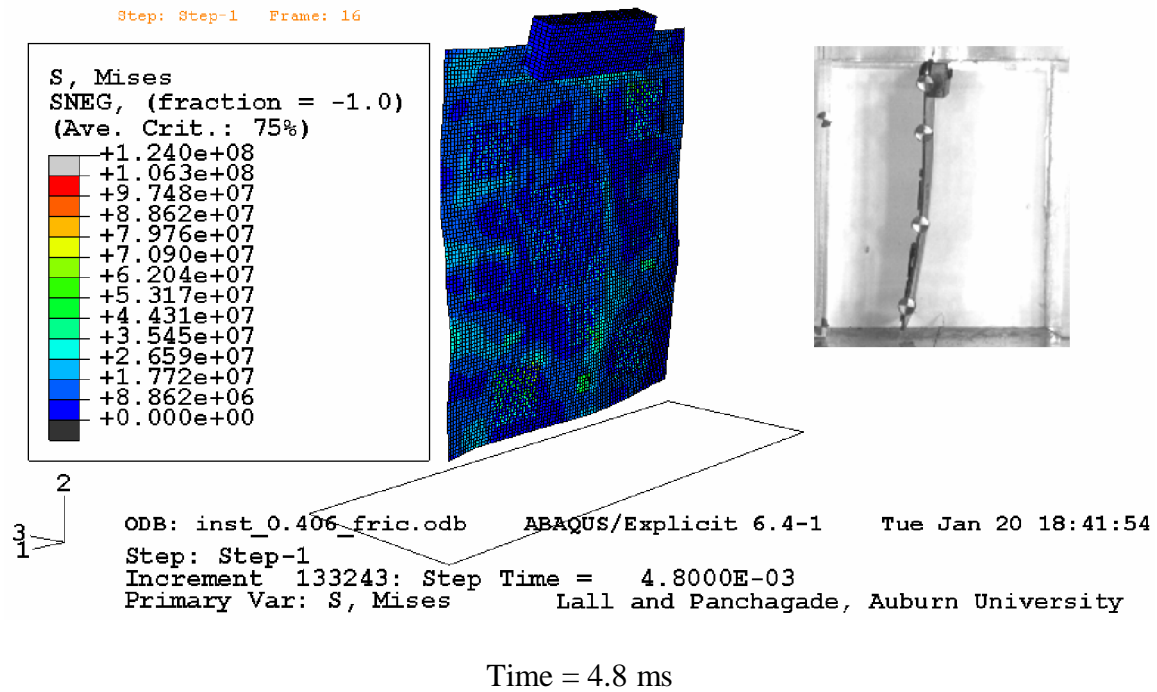 Step: Step-1 Frame: 16
S, Mises
SNEG, (fraction = -1.0)
(Ave. Crit.: 75%)
+1.240e+08
+1.063e+08
+9.748e+07
+8.862e+07
+7.976e+07
+7.090e+07
+6.204e+07
+5.317e+07
+4.431e+07
+3.545e+07
+2.659e+07
+1.772e+07
+8.862e+06
+0.000e+00
2
3
1
ODB: inst_0.406_fric.odb ABAQUS/Explicit 6.4-1 Tue Jan 20 18:41:54
Step: Step-1
Increment 133243: Step Time = 4.8000E-03
Primary Var: S, Mises Lall and Panchagade, Auburn University
Time = 4.8 ms